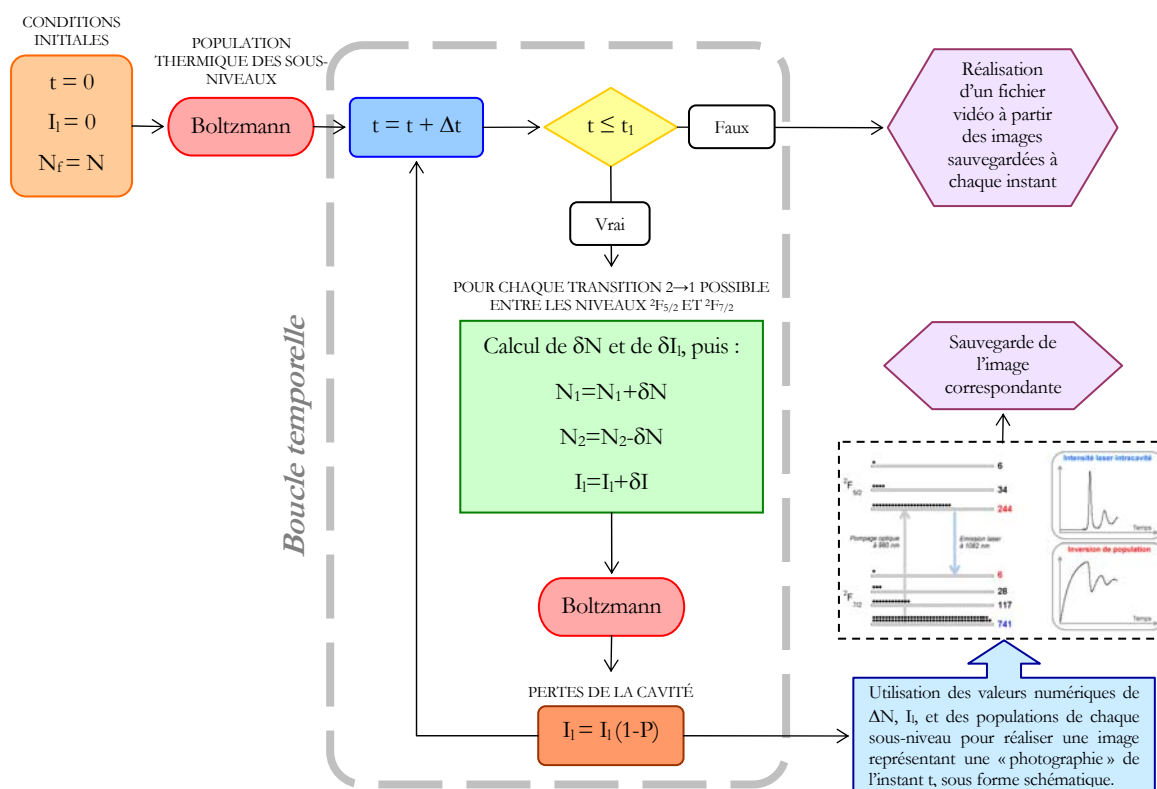 CONDITIONS
INITIALES
t = 0
Iₗ = 0
N_f = N
POPULATION
THERMIQUE DES SOUS-
NIVEAUX
Boltzmann
t = t + Δt
t ≤ t₁
Faux
Réalisation
d'un fichier
vidéo à partir
des images
sauvegardées à
chaque instant
Vrai
POUR CHAQUE TRANSITION 2→1 POSSIBLE
ENTRE LES NIVEAUX ²F₅/₂ ET ²F₇/₂
Calcul de δN et de δIₗ, puis :
N₁=N₁+δN
N₂=N₂-δN
Iₗ=Iₗ+δI
Boltzmann
PERTES DE LA CAVITÉ
Iₗ = Iₗ (1-P)
Boucle temporelle
Sauvegarde de
l'image
correspondante
6
²F₅/₂
34
244
Pompage optique
à 980 nm
Emission laser
à 1082 nm
6
28
²F₇/₂
117
741
Intensité laser intracavité
Temps
Inversion de population
Temps
Utilisation des valeurs numériques de
ΔN, Iₗ, et des populations de chaque
sous-niveau pour réaliser une image
représentant une « photographie » de
l'instant t, sous forme schématique.